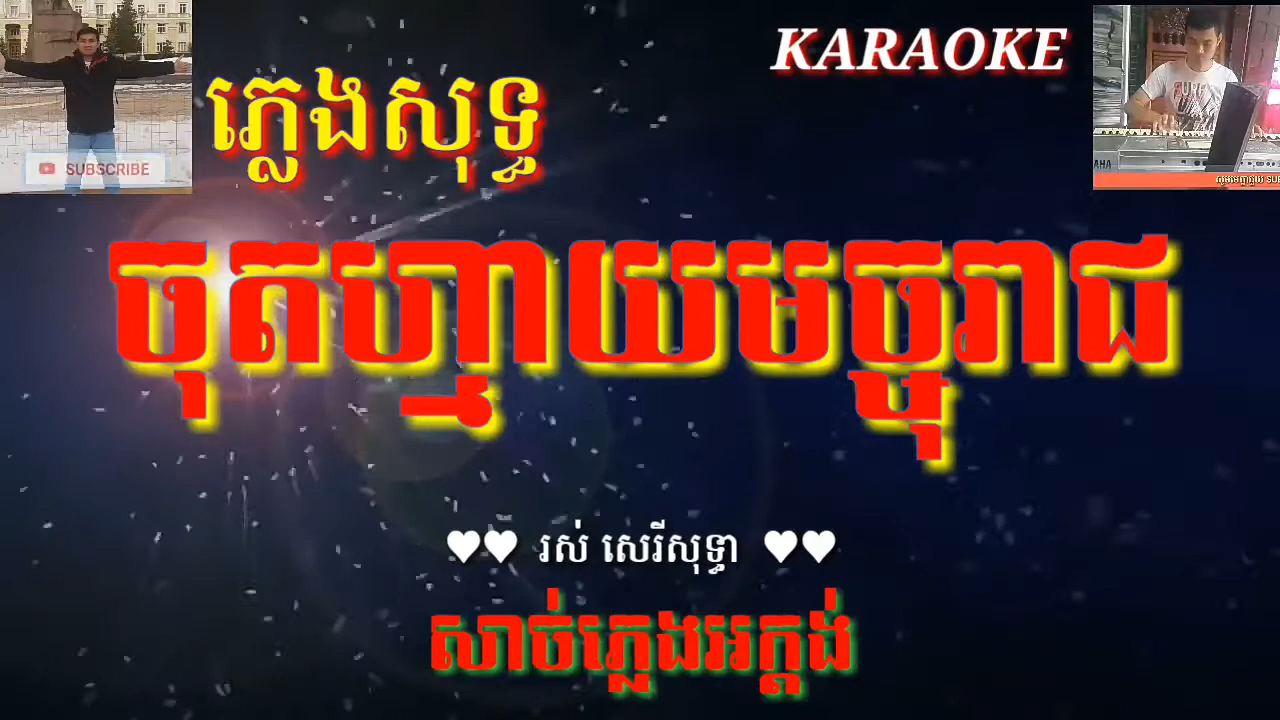 KARAOKE
ភ្លេងសុទ្ធ
SUBSCRIBE
ចុតហ្មាយមច្ចុរាជ
♥♥ រស់ សេរីសុទ្ធា ♥♥
សាច់ភ្លេងអក្កដង់